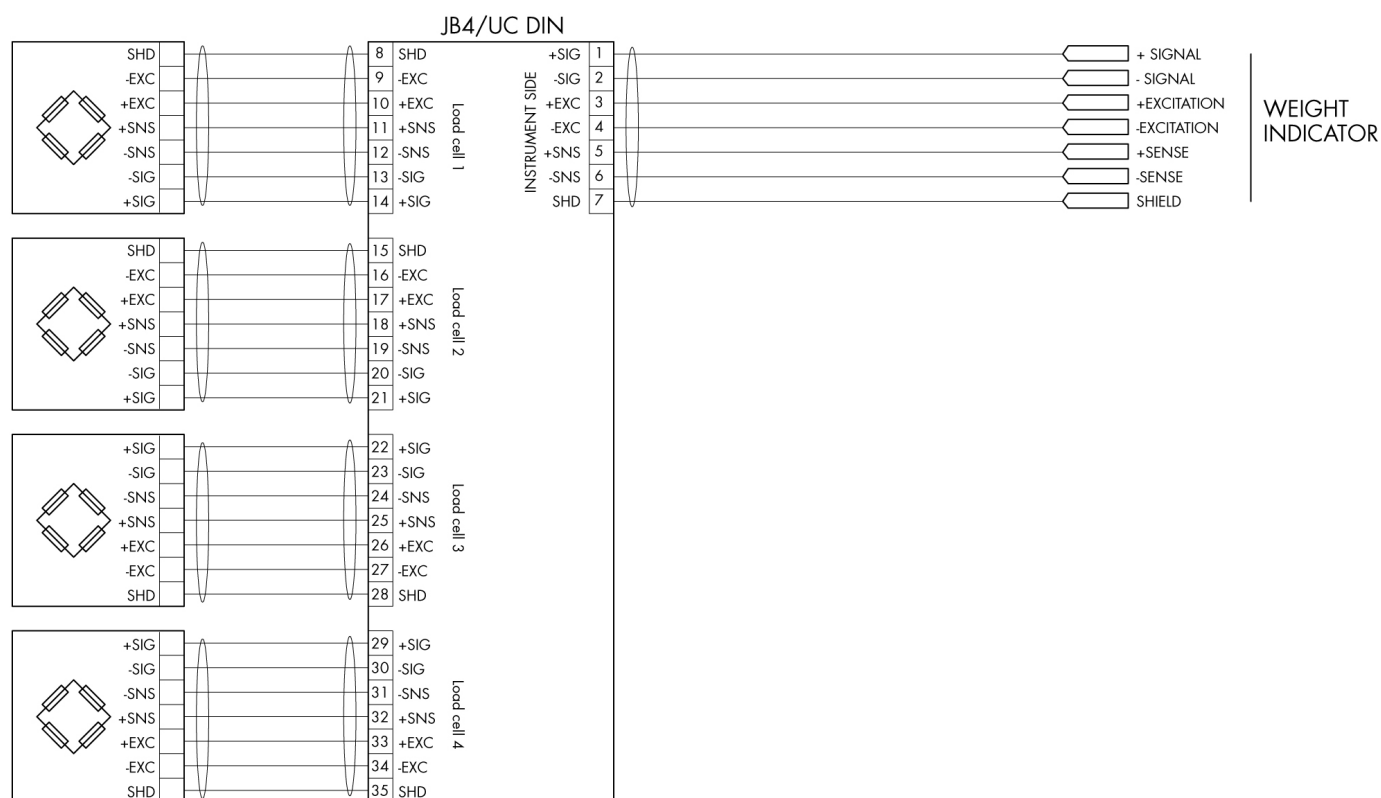 JB4/UC DIN
SHD 8 SHD +SIG 1 + SIGNAL
-EXC 9 -EXC -SIG 2 - SIGNAL
+EXC 10 +EXC +EXC 3 +EXCITATION
+SNS 11 +SNS -EXC 4 -EXCITATION
-SNS 12 -SNS +SNS 5 +SENSE
-SIG 13 -SIG -SNS 6 -SENSE
+SIG 14 +SIG SHD 7 SHIELD
Load cell 1
INSTRUMENT SIDE
WEIGHT
INDICATOR
SHD 15 SHD
-EXC 16 -EXC
+EXC 17 +EXC
+SNS 18 +SNS
-SNS 19 -SNS
-SIG 20 -SIG
+SIG 21 +SIG
Load cell 2
+SIG 22 +SIG
-SIG 23 -SIG
-SNS 24 -SNS
+SNS 25 +SNS
+EXC 26 +EXC
-EXC 27 -EXC
SHD 28 SHD
Load cell 3
+SIG 29 +SIG
-SIG 30 -SIG
-SNS 31 -SNS
+SNS 32 +SNS
+EXC 33 +EXC
-EXC 34 -EXC
SHD 35 SHD
Load cell 4